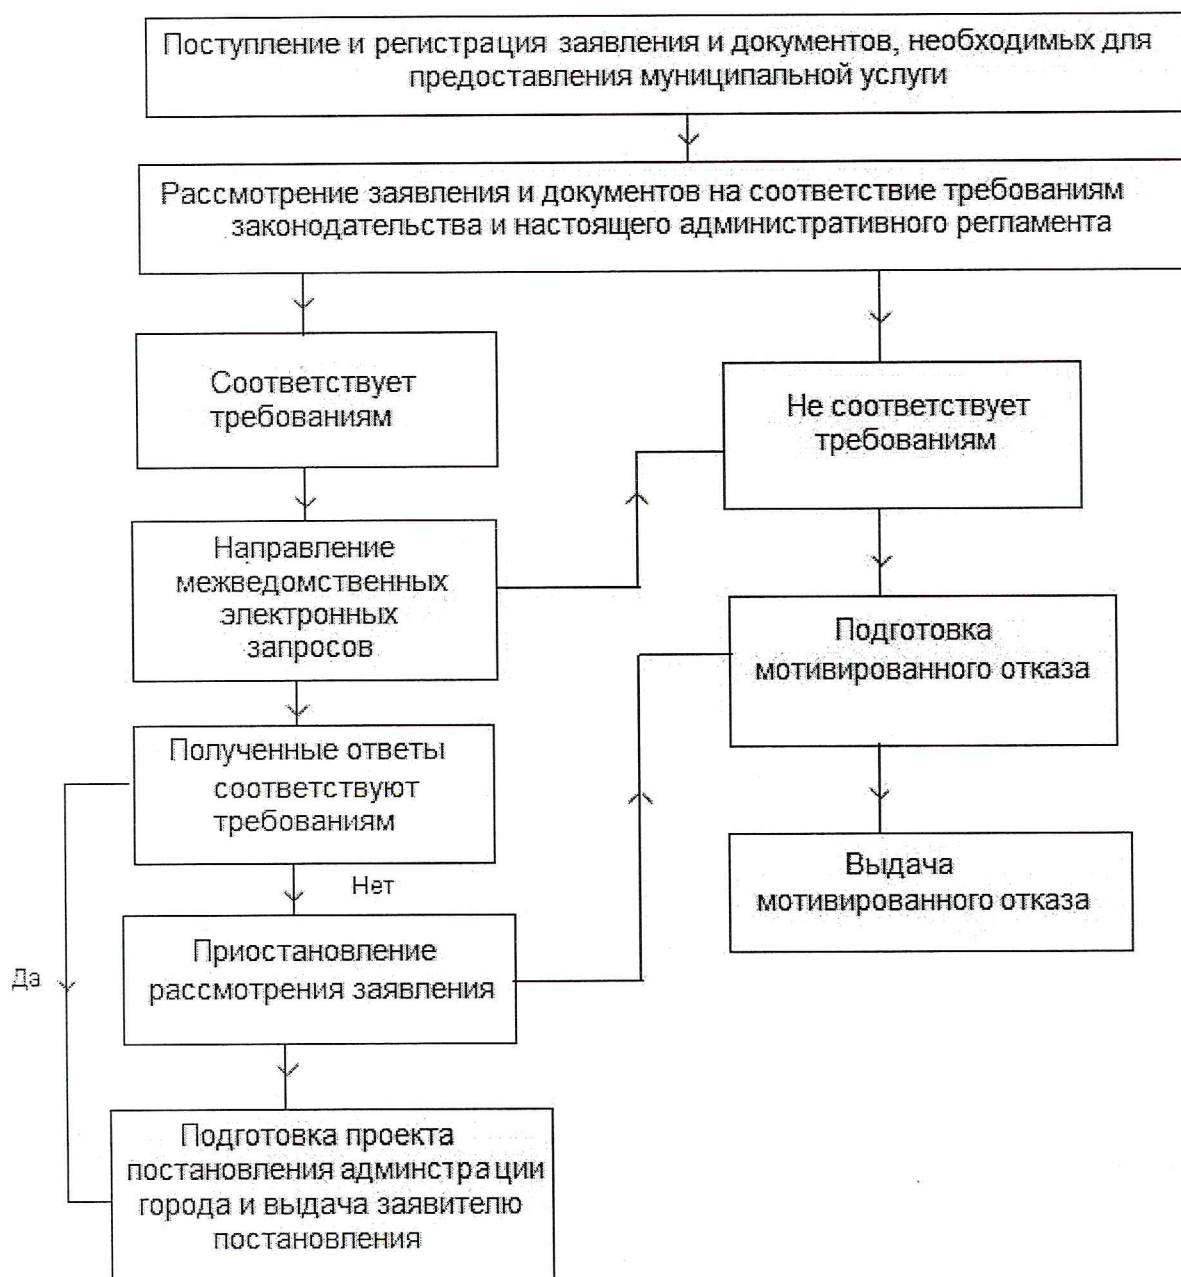 Поступление и регистрация заявления и документов, необходимых для
предоставления муниципальной услуги
Рассмотрение заявления и документов на соответствие требованиям
законодательства и настоящего административного регламента
Соответствует
требованиям
Не соответствует
требованиям
Направление
межведомственных
электронных
запросов
Подготовка
мотивированного отказа
Полученные ответы
соответствуют
требованиям
Выдача
мотивированного отказа
Нет
Приостановление
рассмотрения заявления
Да
Подготовка проекта
постановления админстрации
города и выдача заявителю
постановления